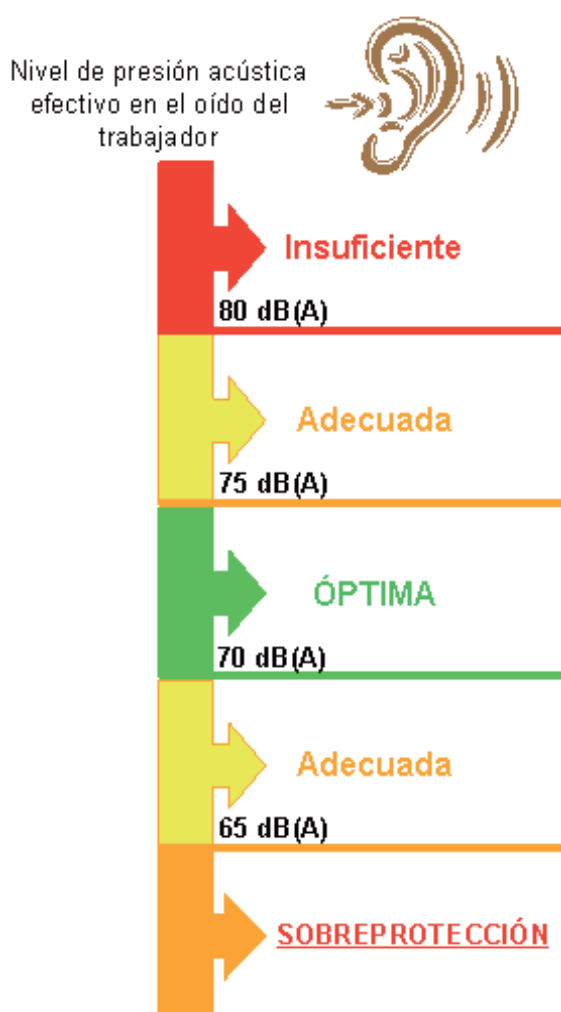 Nivel de presión acústica
efectivo en el oído del
trabajador
Insuficiente
80 dB(A)
Adecuada
75 dB(A)
ÓPTIMA
70 dB(A)
Adecuada
65 dB(A)
SOBREPROTECCIÓN